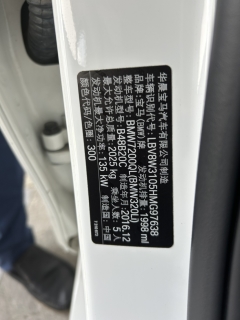 华晨宝马汽车有限公司制造
车辆识别代号：LBV8W3105HMG97638
品牌：宝马（BMW）牌
整车型号：BMW7200QL(BMW320Li)
发动机型号：B48B20C 发动机排量：1998 ml
最大允许总质量：2025 kg 乘坐人数：5 人
发动机最大净功率：135 kW 制造年月：2016.12
颜色代码/色圈：300 制造国：中国